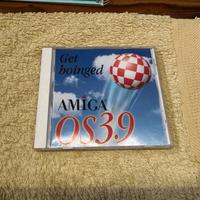 Get
boinged
AMIGA
OS3.9